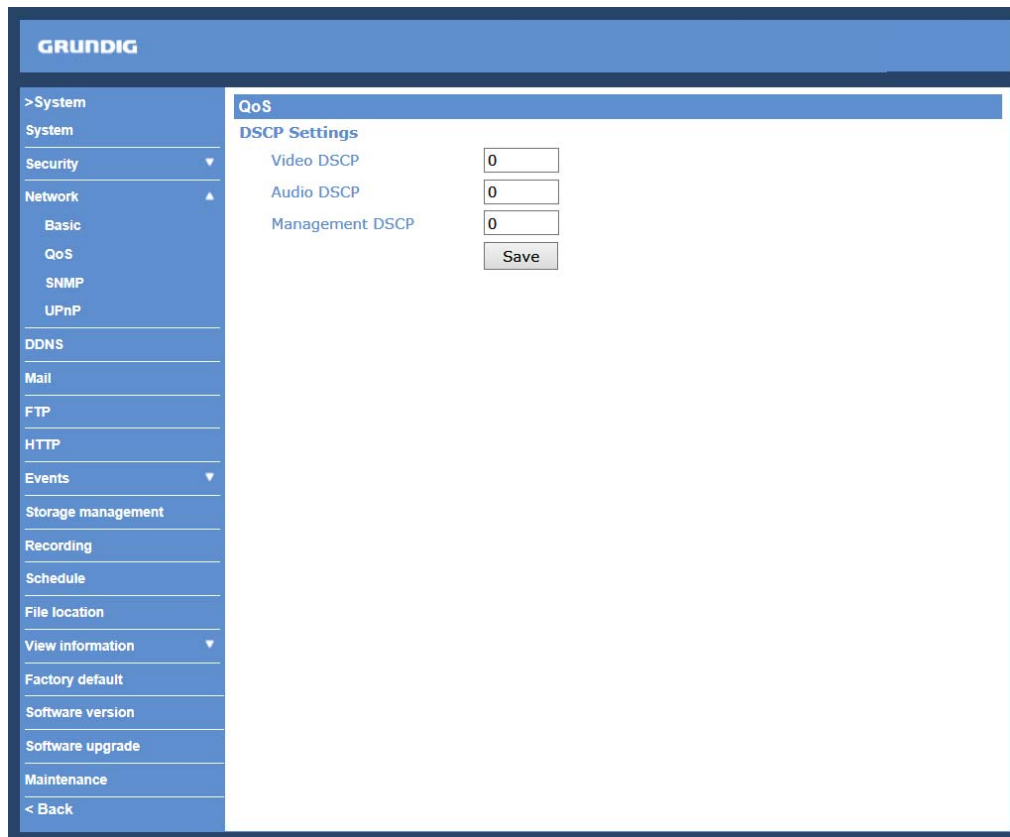 GRUNDIG
>System
System
Security
Network
Basic
QoS
SNMP
UPnP
DDNS
Mail
FTP
HTTP
Events
Storage management
Recording
Schedule
File location
View information
Factory default
Software version
Software upgrade
Maintenance
< Back
QoS
DSCP Settings
Video DSCP 0
Audio DSCP 0
Management DSCP 0
Save